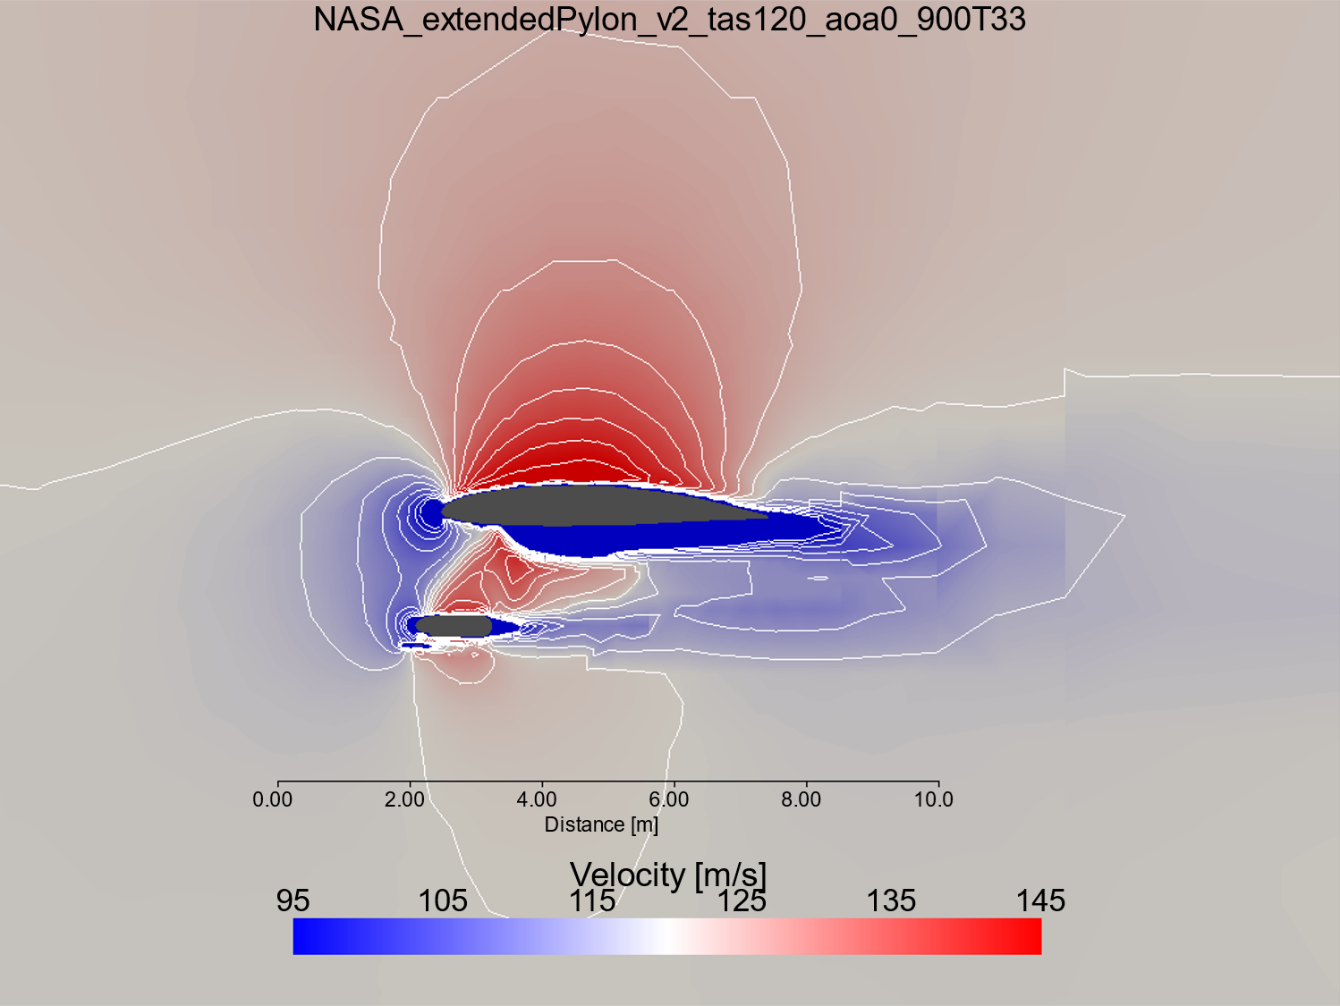 NASA_extendedPylon_v2_tas120_aoa0_900T33
0.00 2.00 4.00 6.00 8.00 10.0
Distance [m]
Velocity [m/s]
95 105 115 125 135 145